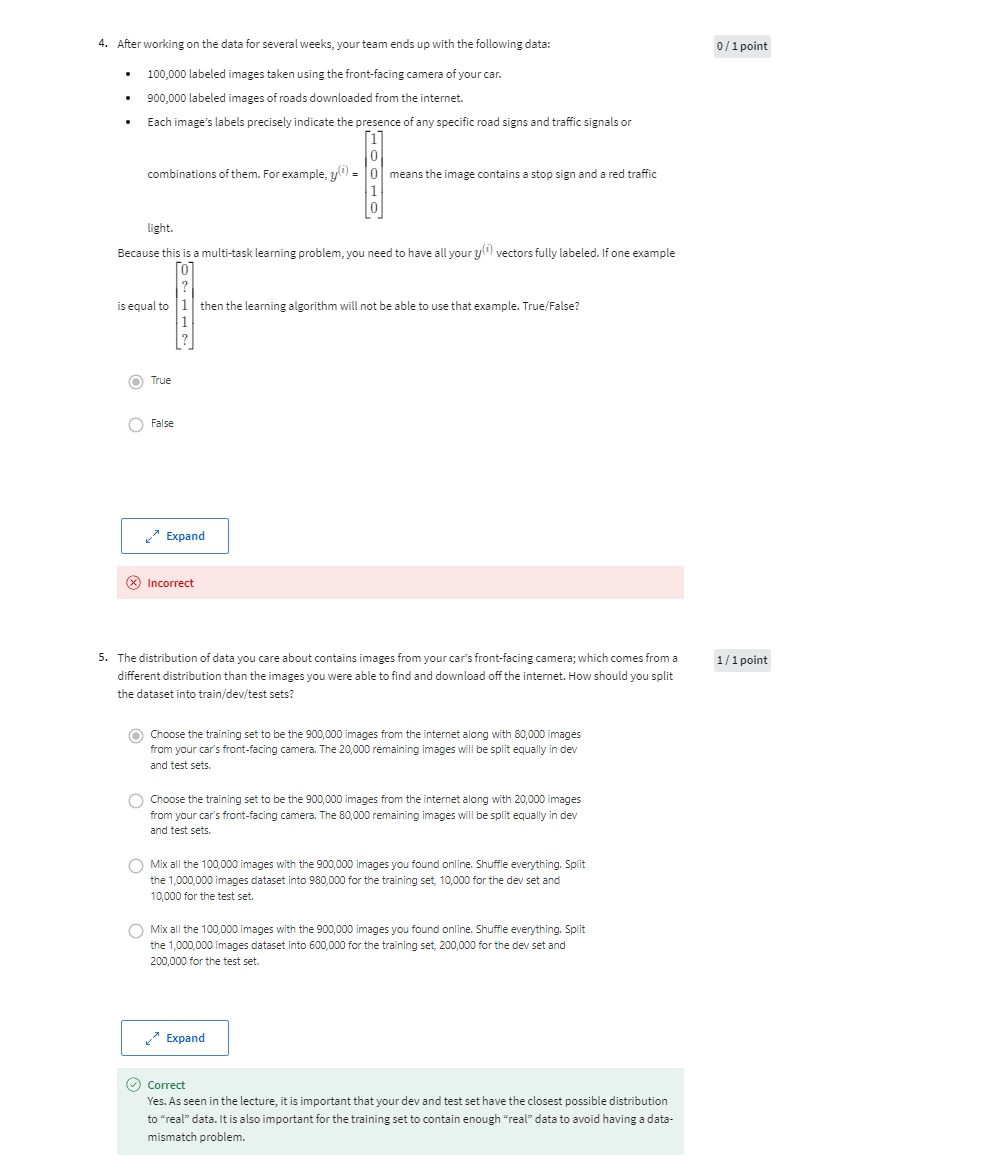 4. After working on the data for several weeks, your team ends up with the following data:
0 / 1 point
• 100,000 labeled images taken using the front-facing camera of your car.
• 900,000 labeled images of roads downloaded from the internet.
• Each image's labels precisely indicate the presence of any specific road signs and traffic signals or
combinations of them. For example, y^(i) = [1 0 0 1 0] means the image contains a stop sign and a red traffic
light.
Because this is a multi-task learning problem, you need to have all your y^(i) vectors fully labeled. If one example
is equal to [0 ? 1 1 ?] then the learning algorithm will not be able to use that example. True/False?
True
False
Expand
Incorrect
5. The distribution of data you care about contains images from your car's front-facing camera; which comes from a
1 / 1 point
different distribution than the images you were able to find and download off the internet. How should you split
the dataset into train/dev/test sets?
Choose the training set to be the 900,000 images from the internet along with 80,000 images
from your car's front-facing camera. The 20,000 remaining images will be split equally in dev
and test sets.
Choose the training set to be the 900,000 images from the internet along with 20,000 images
from your car's front-facing camera. The 80,000 remaining images will be split equally in dev
and test sets.
Mix all the 100,000 images with the 900,000 images you found online. Shuffle everything. Split
the 1,000,000 images dataset into 980,000 for the training set, 10,000 for the dev set and
10,000 for the test set.
Mix all the 100,000 images with the 900,000 images you found online. Shuffle everything. Split
the 1,000,000 images dataset into 600,000 for the training set, 200,000 for the dev set and
200,000 for the test set.
Expand
Correct
Yes. As seen in the lecture, it is important that your dev and test set have the closest possible distribution
to “real” data. It is also important for the training set to contain enough “real” data to avoid having a data-
mismatch problem.